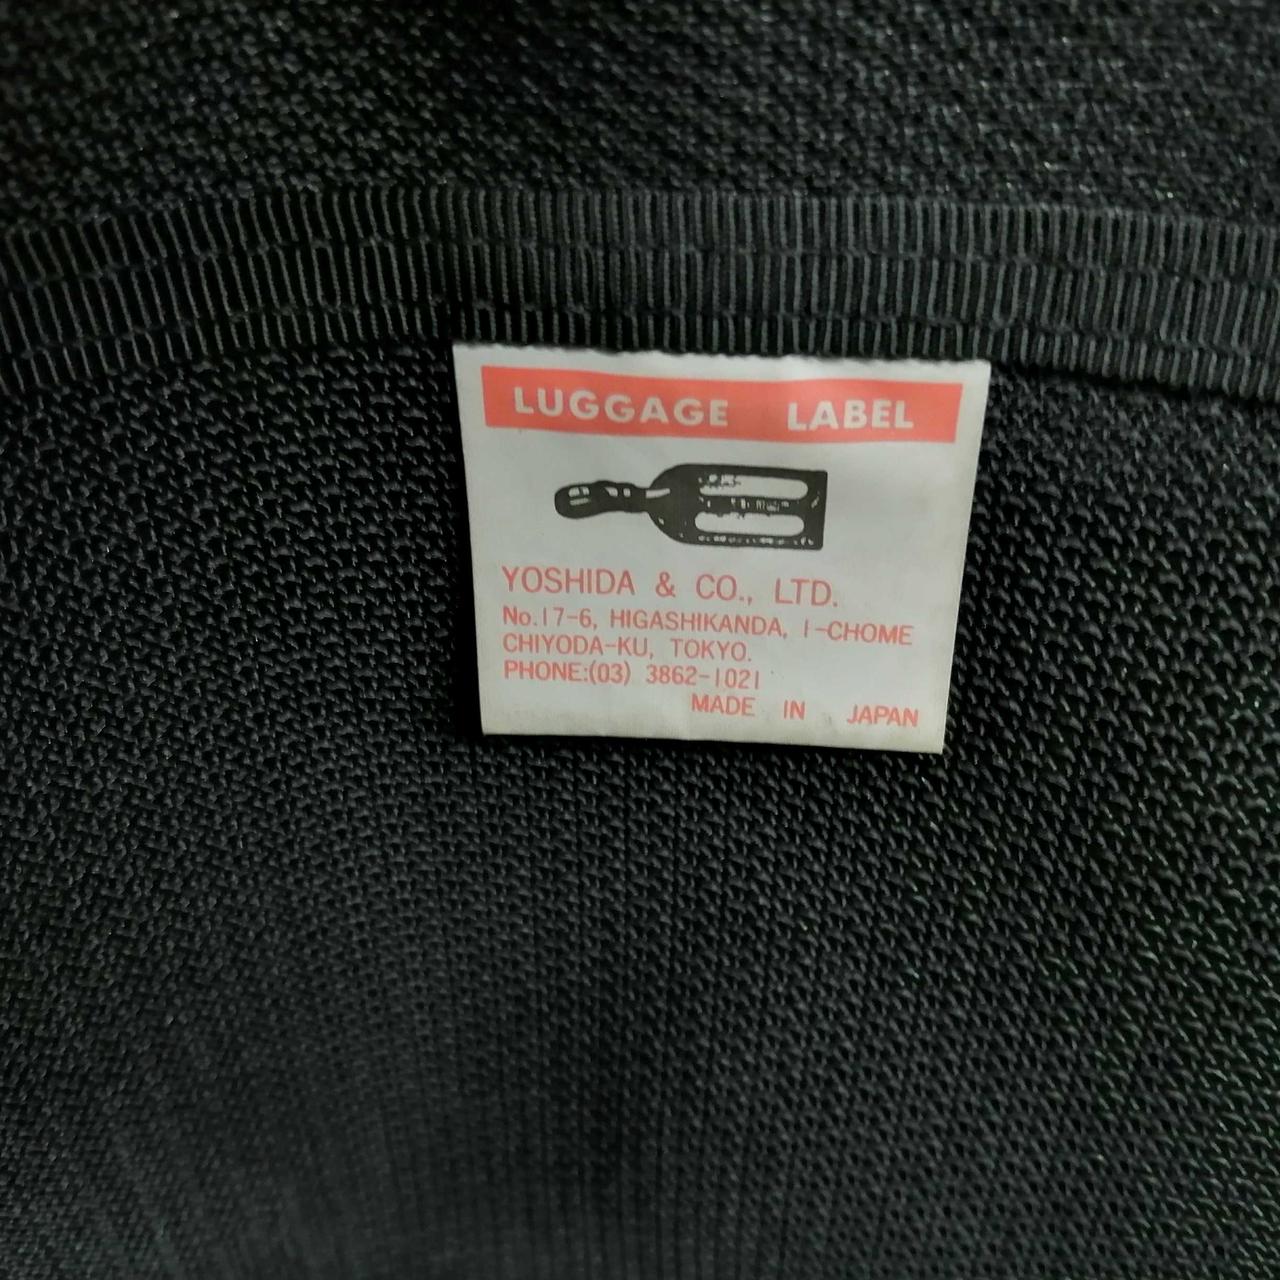 LUGGAGE LABEL
YOSHIDA & CO., LTD.
No.17-6, HIGASHIKANDA, 1-CHOME
CHIYODA-KU, TOKYO.
PHONE:(03) 3862-1021
MADE IN JAPAN